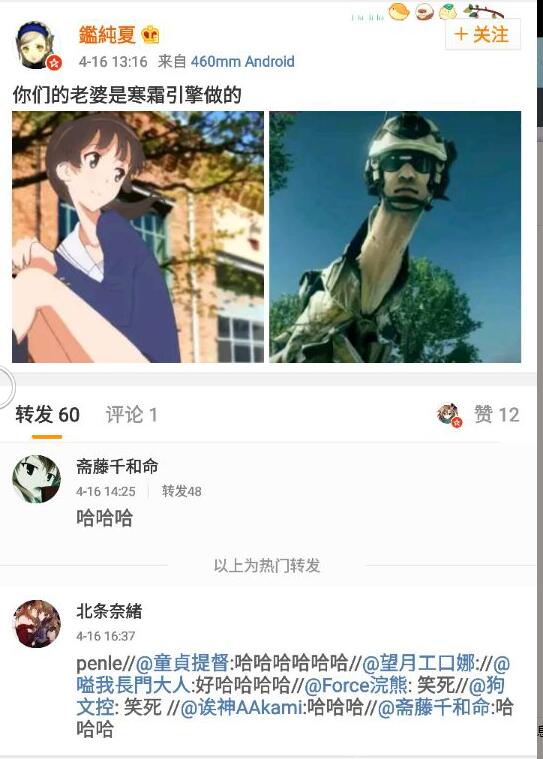 鑑純夏
+关注
4-16 13:16 来自 460mm Android
你们的老婆是寒霜引擎做的
转发 60 评论 1 赞 12
斋藤千和命
4-16 14:25 转发48
哈哈哈
以上为热门转发
北条奈緒
4-16 16:37
penle//@童貞提督:哈哈哈哈哈哈//@望月エロ娜://@
嗌我長門大人:好哈哈哈哈//@Force浣熊: 笑死//@狗
文控: 笑死 //@诶神AAkami:哈哈哈//@斋藤千和命:哈
哈哈